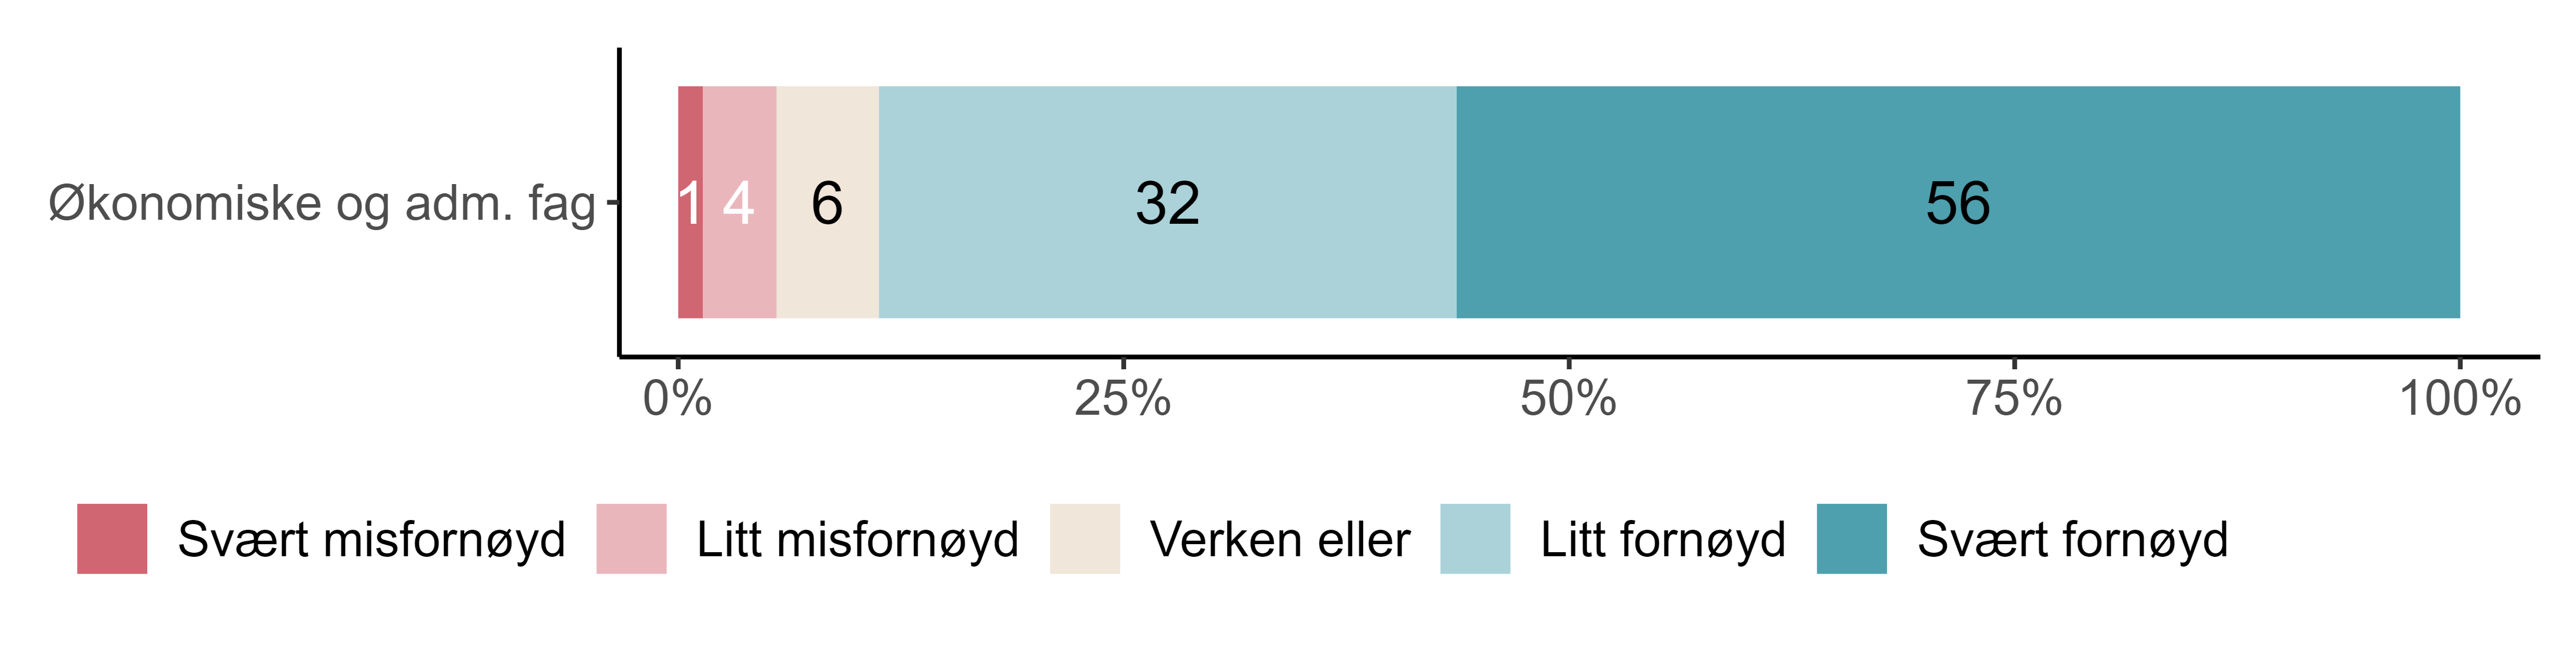 Økonomiske og adm. fag
1 4 6 32 56
0% 25% 50% 75% 100%
Svært misfornøyd Litt misfornøyd Verken eller Litt fornøyd Svært fornøyd